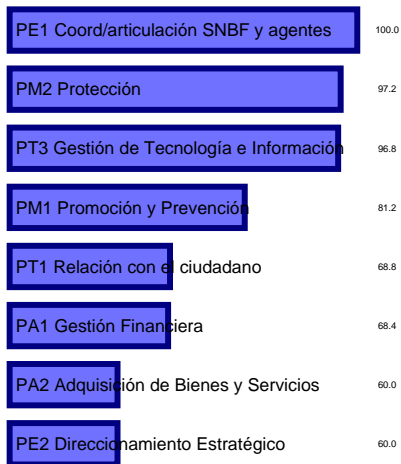 PE1 Coord/articulación SNBF y agentes 100.0
PM2 Protección 97.2
PT3 Gestión de Tecnología e Información 96.8
PM1 Promoción y Prevención 81.2
PT1 Relación con el ciudadano 68.8
PA1 Gestión Financiera 68.4
PA2 Adquisición de Bienes y Servicios 60.0
PE2 Direccionamiento Estratégico 60.0